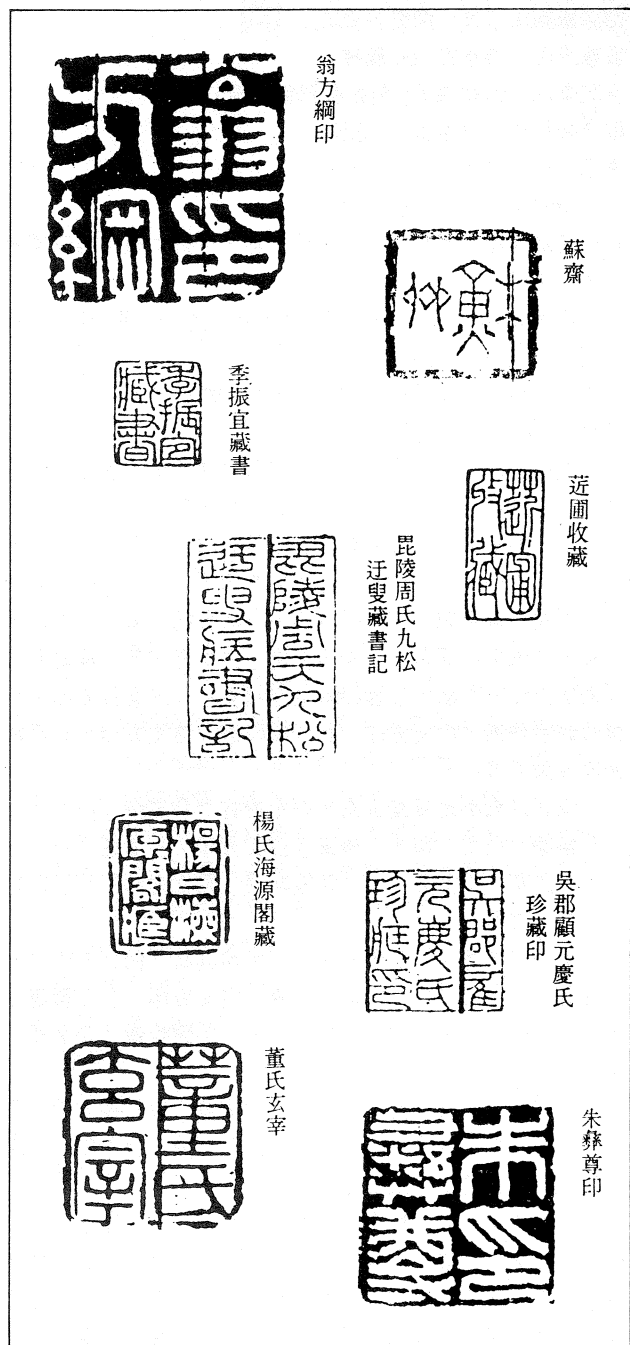 翁方綱印
蘇齋
季振宜藏書
莐圃收藏
毘陵周氏九松
迂叟藏書記
楊氏海源閣藏
吳郡顧元慶氏
珍藏印
董氏玄宰
朱彝尊印